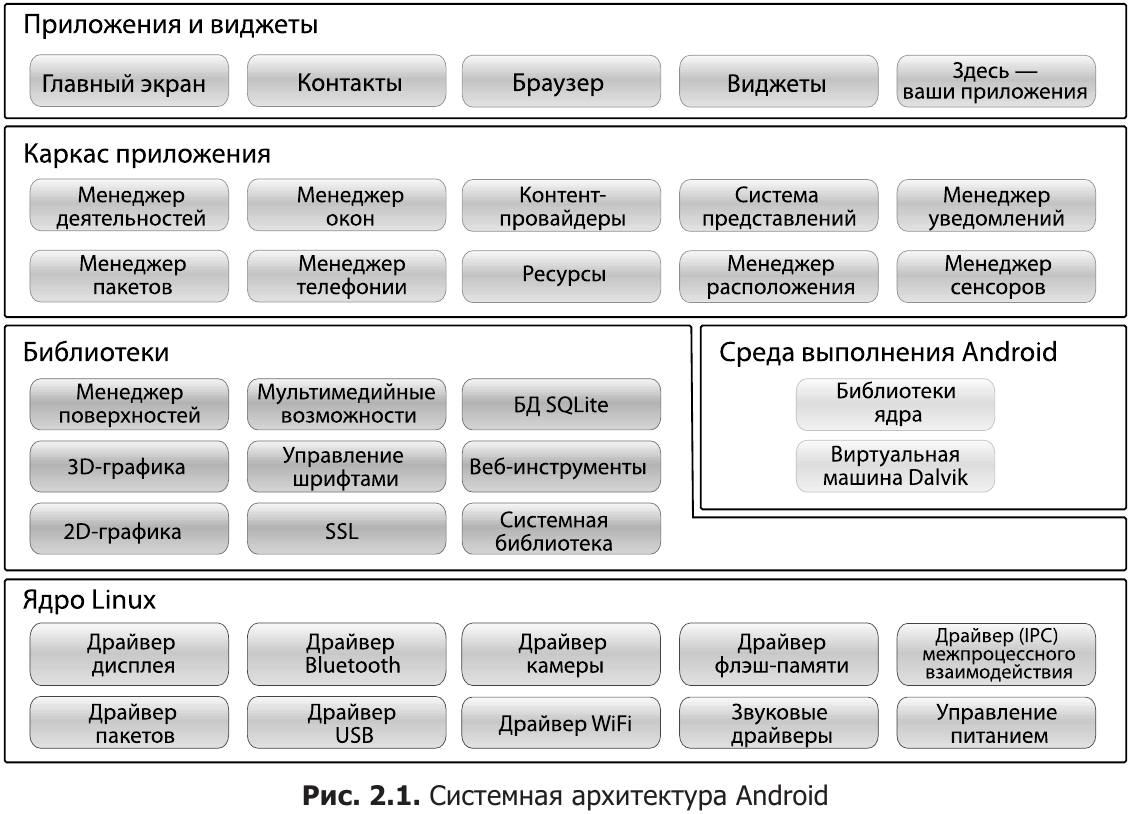 Приложения и виджеты
Главный экран
Контакты
Браузер
Виджеты
Здесь —
ваши приложения
Каркас приложения
Менеджер
деятельностей
Менеджер
окон
Контент-
провайдеры
Система
представлений
Менеджер
уведомлений
Менеджер
пакетов
Менеджер
телефонии
Ресурсы
Менеджер
расположения
Менеджер
сенсоров
Библиотеки
Менеджер
поверхностей
Мультимедийные
возможности
БД SQLite
3D-графика
Управление
шрифтами
Веб-инструменты
2D-графика
SSL
Системная
библиотека
Среда выполнения Android
Библиотеки
ядра
Виртуальная
машина Dalvik
Ядро Linux
Драйвер
дисплея
Драйвер
Bluetooth
Драйвер
камеры
Драйвер
флэш-памяти
Драйвер (IPC)
межпроцессного
взаимодействия
Драйвер
пакетов
Драйвер
USB
Драйвер WiFi
Звуковые
драйверы
Управление
питанием
Рис. 2.1. Системная архитектура Android